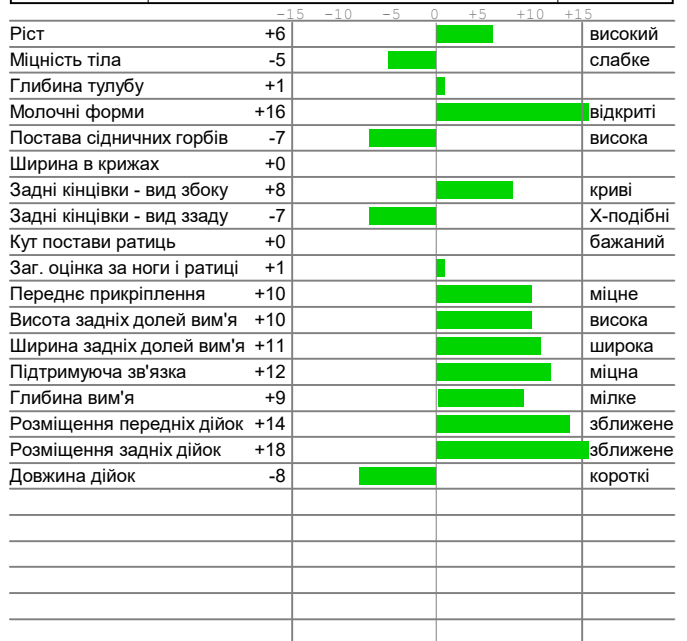 -15 -10 -5 0 +5 +10 +15
Ріст +6 високий
Міцність тіла -5 слабке
Глибина тулубу +1
Молочні форми +16 відкриті
Постава сідничних горбів -7 висока
Ширина в крижах +0
Задні кінцівки - вид збоку +8 криві
Задні кінцівки - вид ззаду -7 Х-подібні
Кут постави ратиць +0 бажаний
Заг. оцінка за ноги і ратиці +1
Переднє прикріплення +10 міцне
Висота задніх долей вим'я +10 висока
Ширина задніх долей вим'я +11 широка
Підтримуюча зв'язка +12 міцна
Глибина вим'я +9 мілке
Розміщення передніх дійок +14 зближене
Розміщення задніх дійок +18 зближене
Довжина дійок -8 короткі